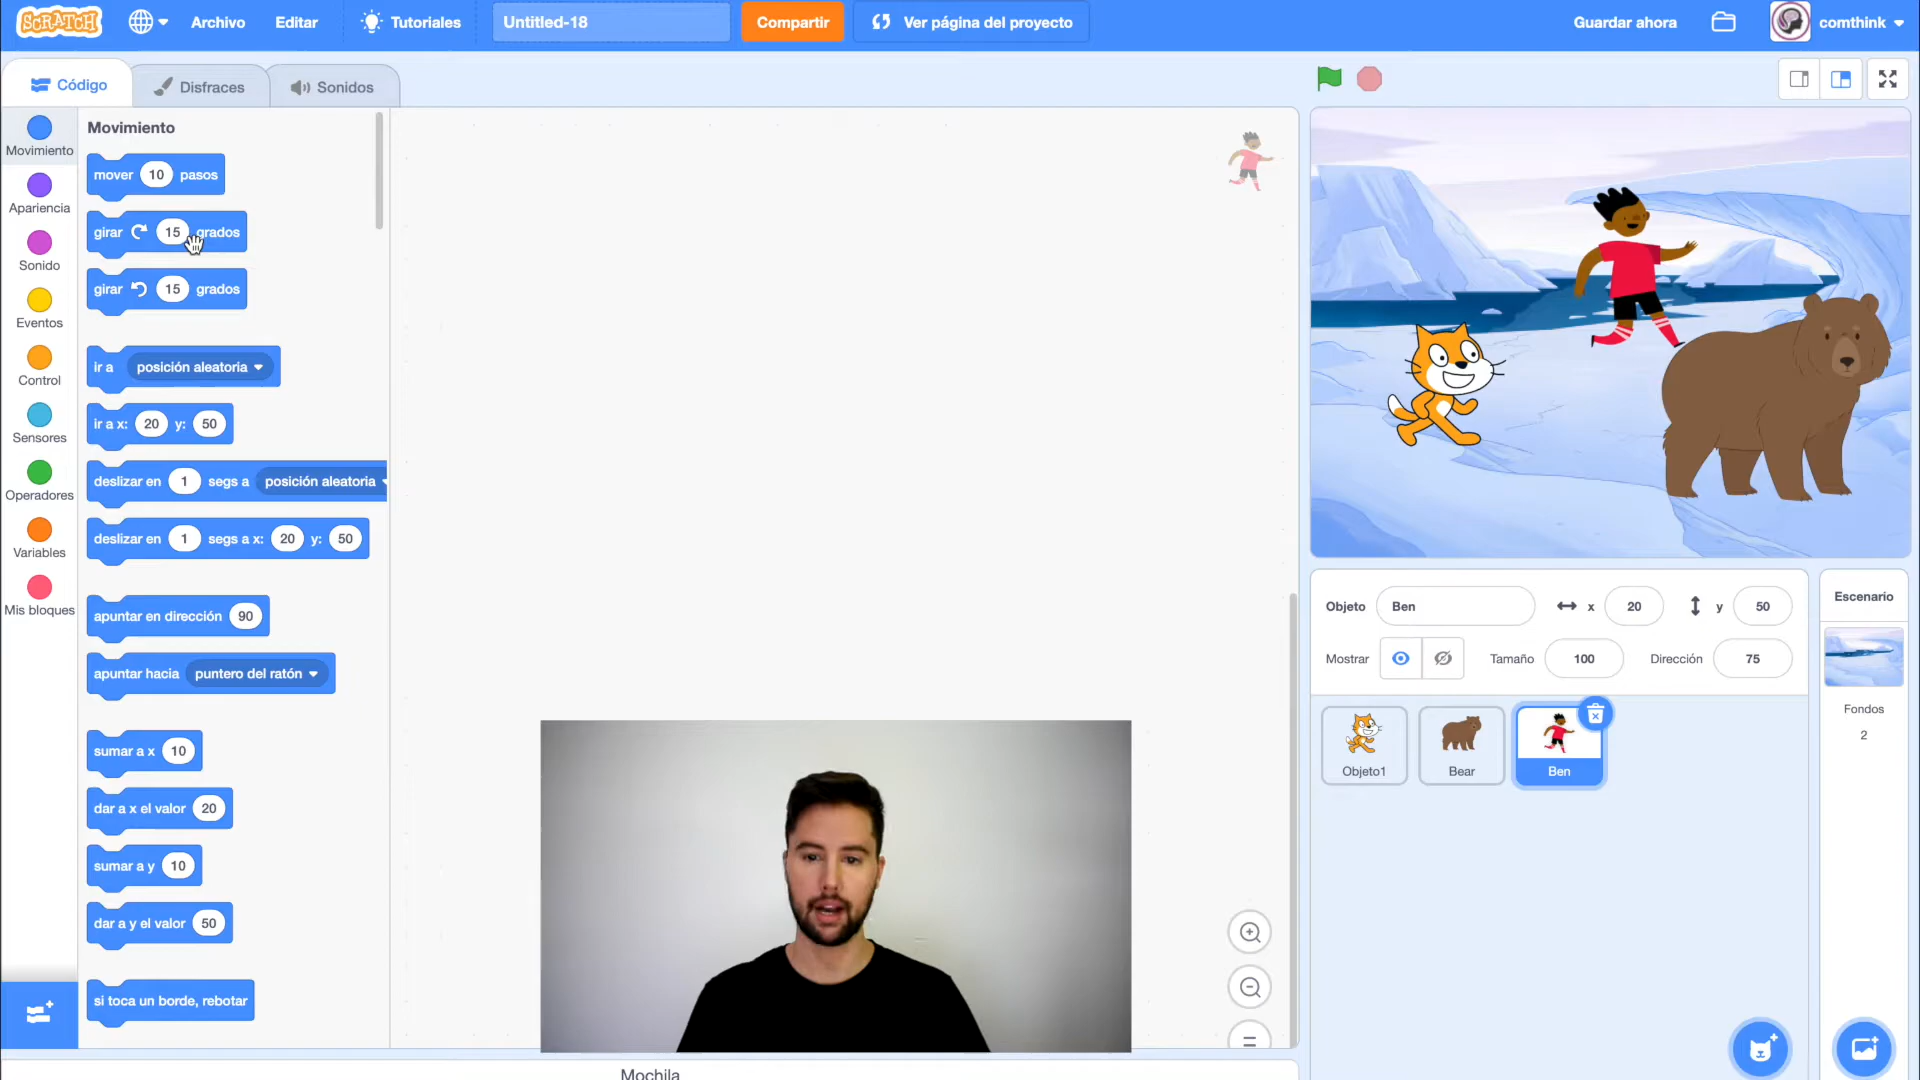 SCRATCH
Archivo
Editar
Tutoriales
Untitled-18
Compartir
Ver página del proyecto
Guardar ahora
comthink
Código
Disfraces
Sonidos
Movimiento
Apariencia
Sonido
Eventos
Control
Sensores
Operadores
Variables
Mis bloques
Movimiento
mover 10 pasos
girar 15 grados
girar 15 grados
ir a posición aleatoria
ir a x: 20 y: 50
deslizar en 1 segs a posición aleatoria
deslizar en 1 segs a x: 20 y: 50
apuntar en dirección 90
apuntar hacia puntero del ratón
sumar a x 10
dar a x el valor 20
sumar a y 10
dar a y el valor 50
si toca un borde, rebotar
Mochila
Objeto Ben x 20 y 50
Mostrar Tamaño 100 Dirección 75
Objeto1
Bear
Ben
Escenario
Fondos
2